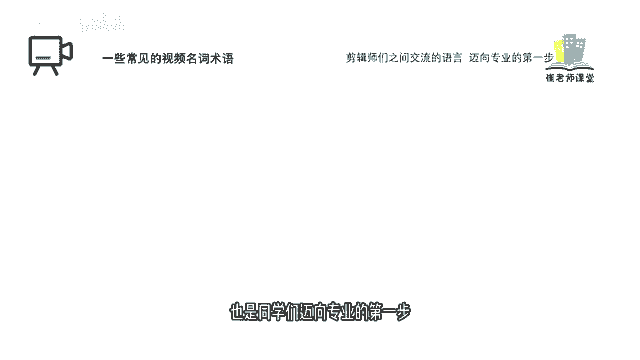 一些常见的视频名词术语
剪辑师们之间交流的语言 迈向专业的第一步
崔老师课堂
也是同学们迈向专业的第一步